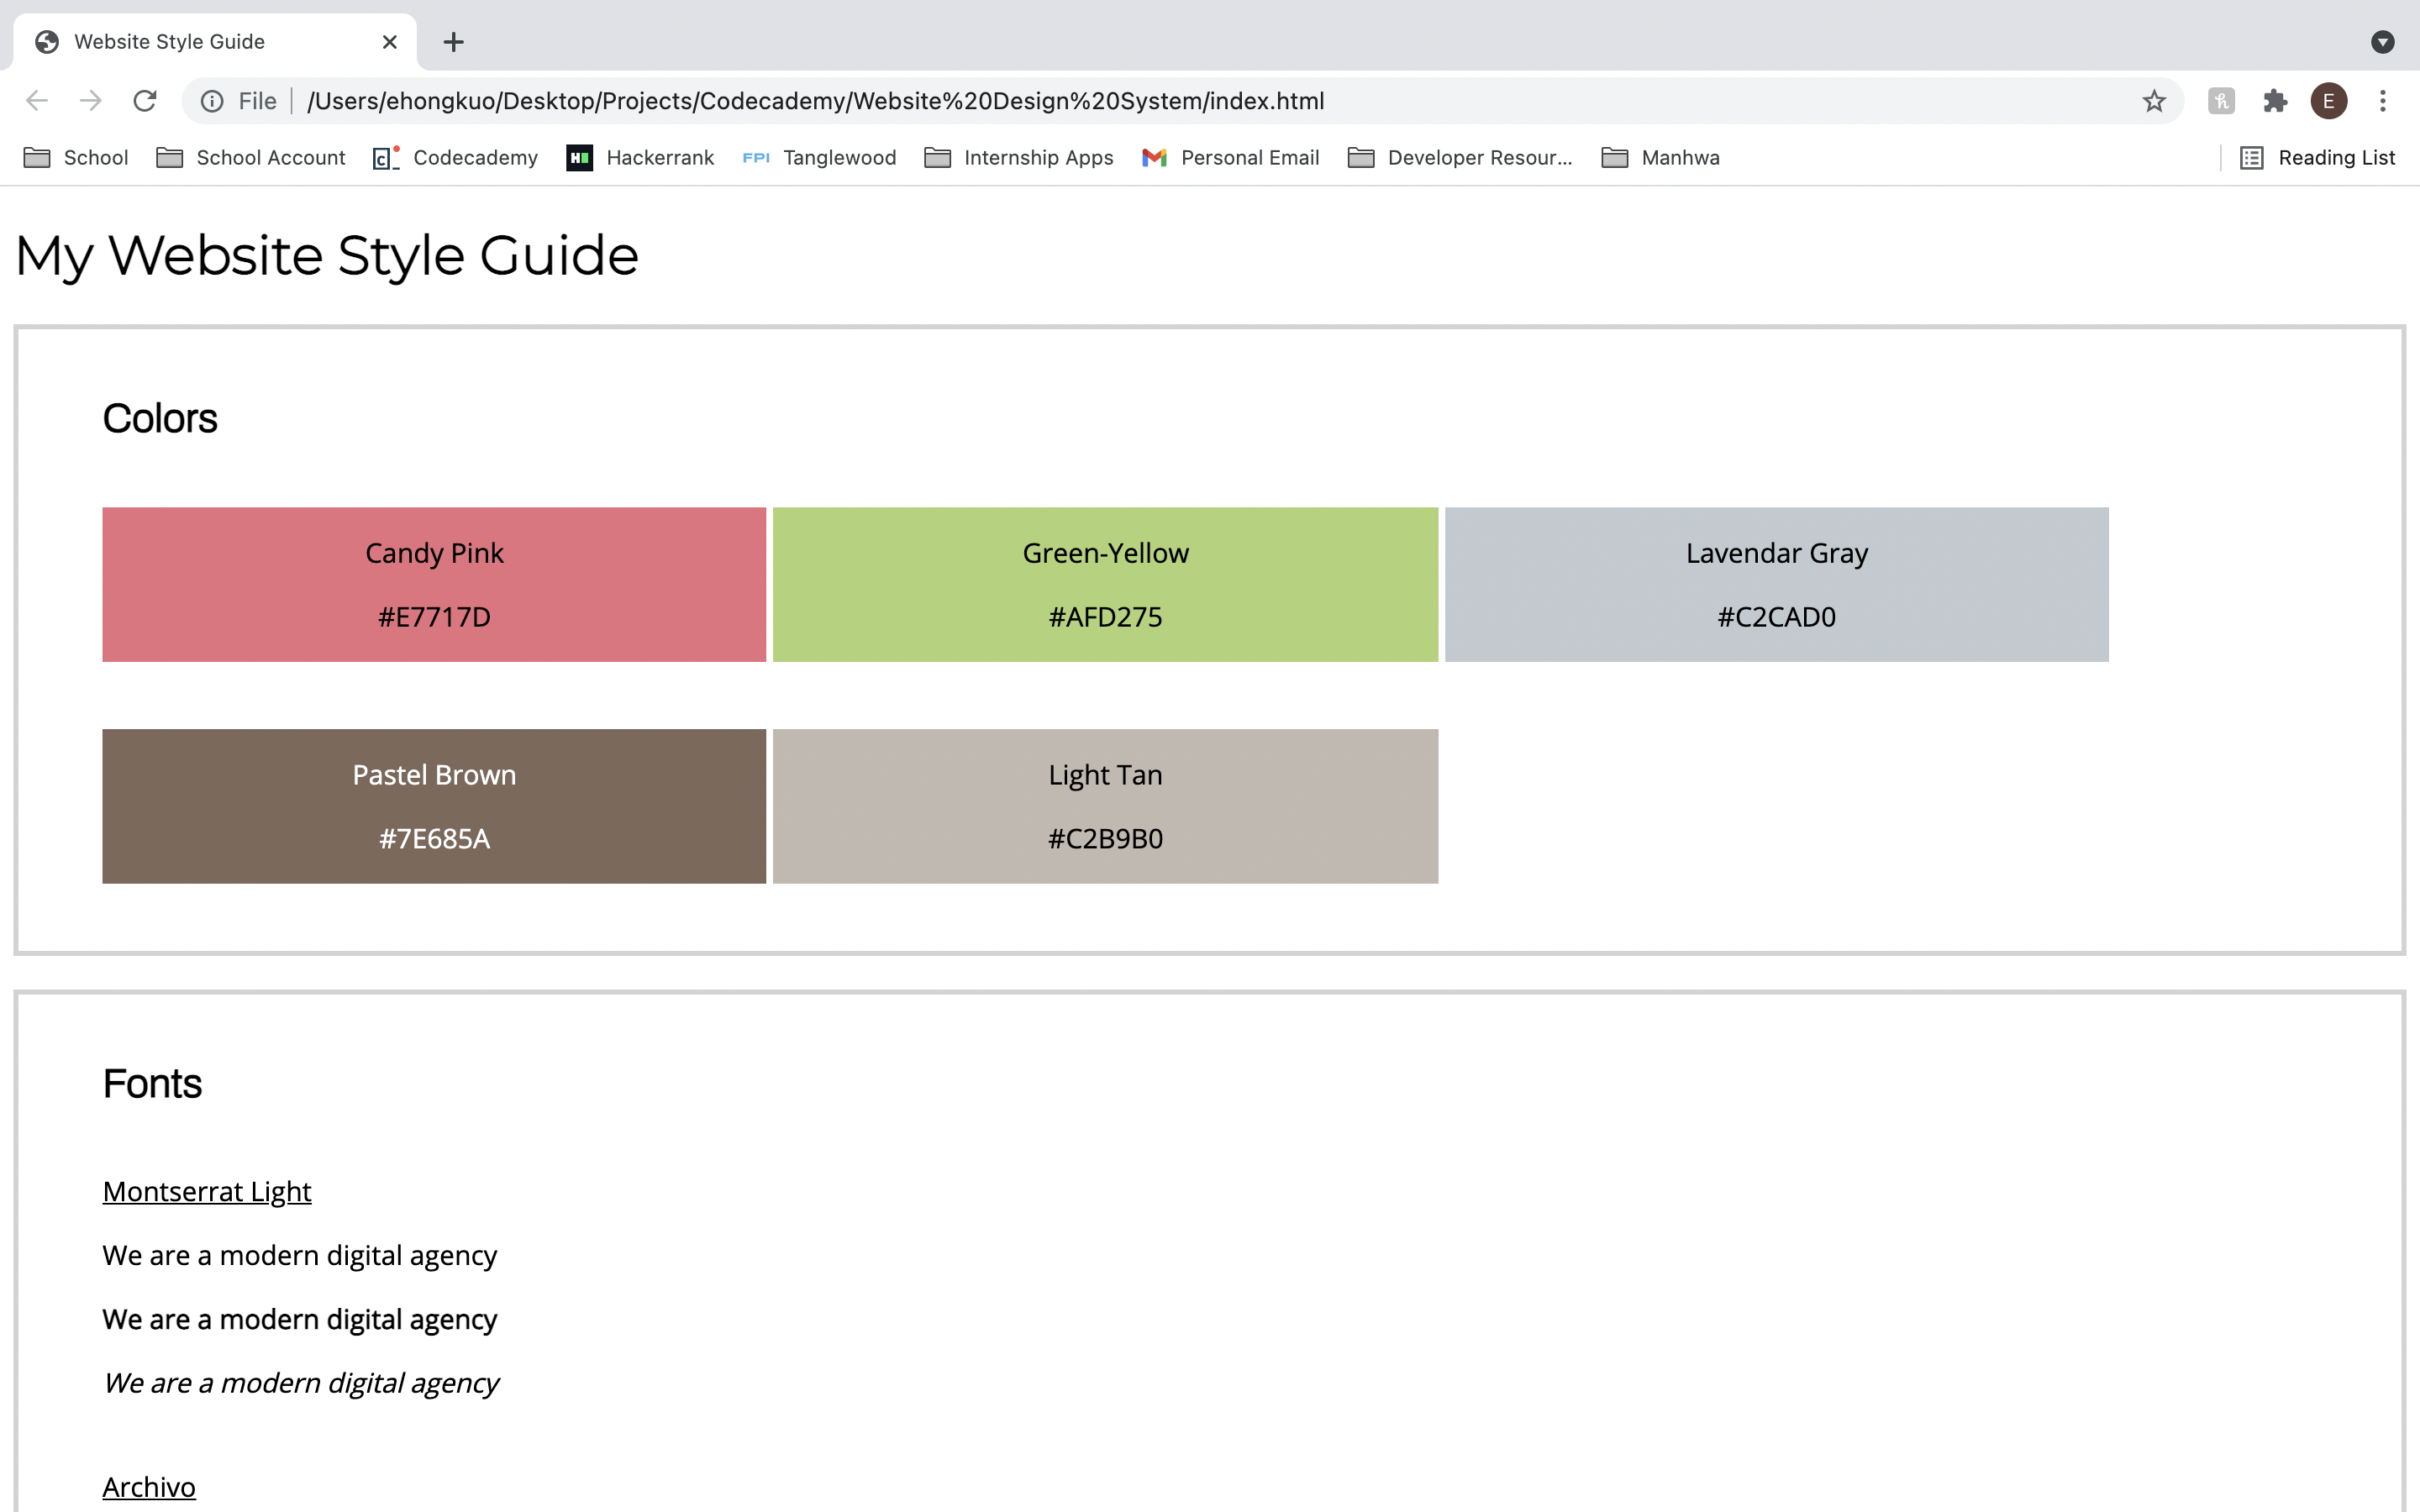 Website Style Guide
File /Users/ehongkuo/Desktop/Projects/Codecademy/Website%20Design%20System/index.html E
School School Account Codecademy Hackerrank FPI Tanglewood Internship Apps Personal Email Developer Resour... Manhwa Reading List
My Website Style Guide
Colors
Candy Pink
#E7717D
Green-Yellow
#AFD275
Lavendar Gray
#C2CAD0
Pastel Brown
#7E685A
Light Tan
#C2B9B0
Fonts
Montserrat Light
We are a modern digital agency
We are a modern digital agency
We are a modern digital agency
Archivo